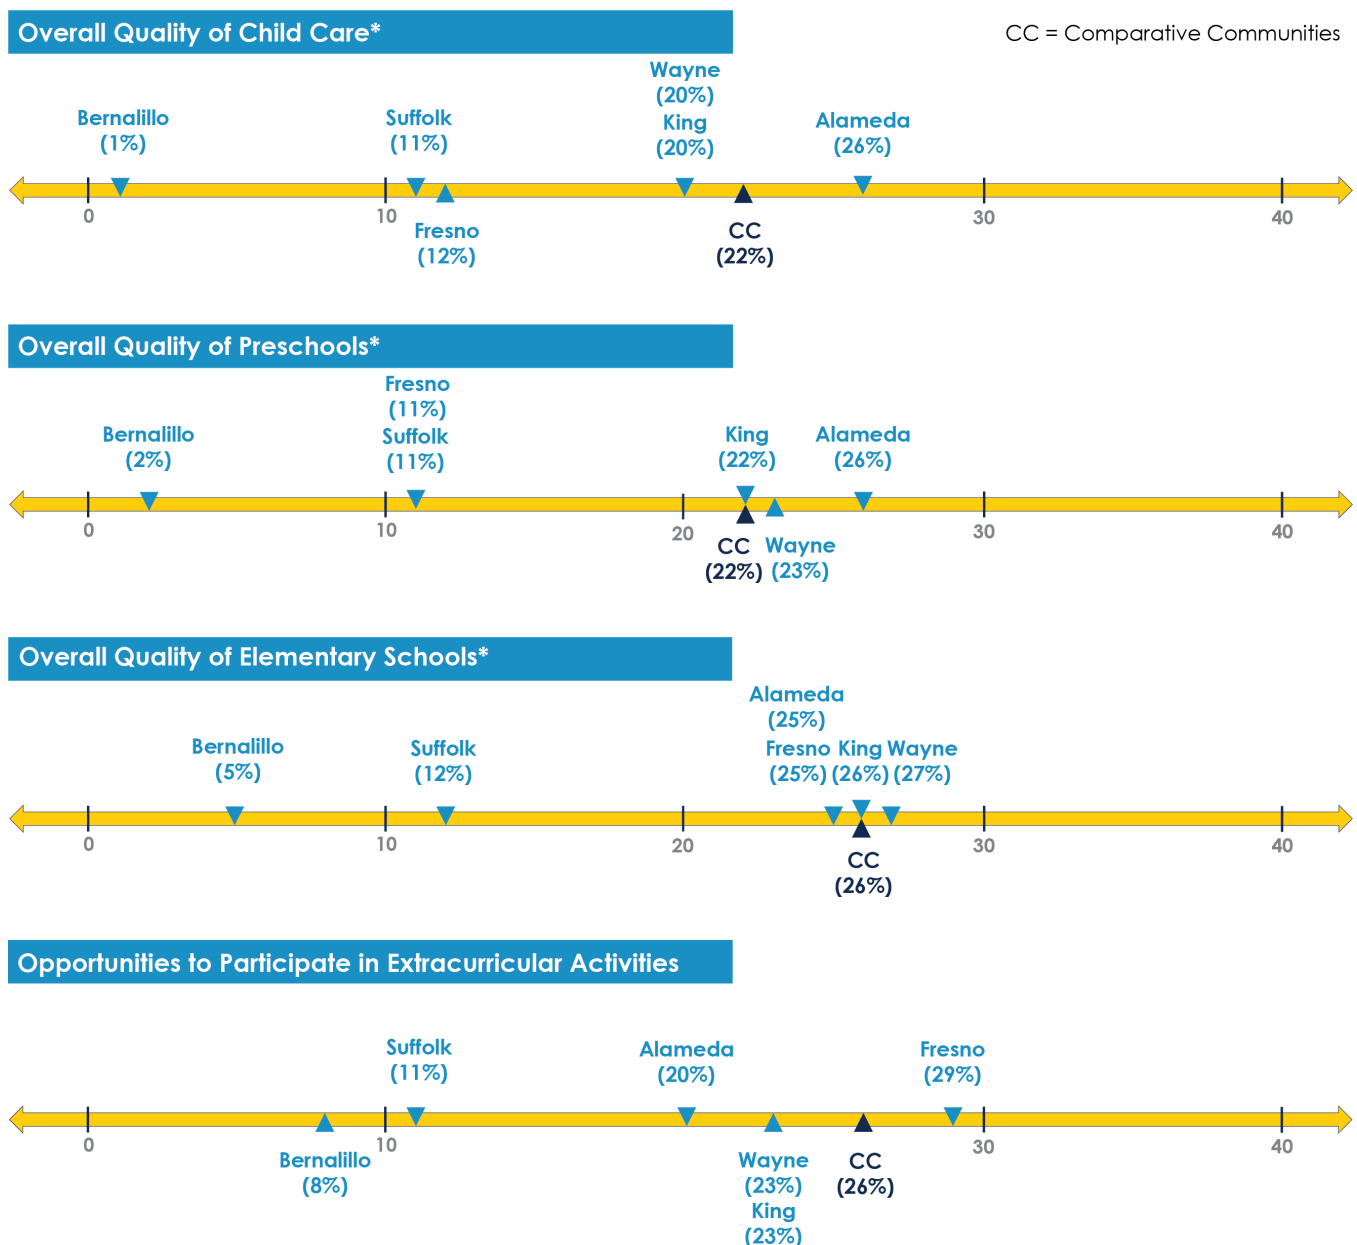 Overall Quality of Child Care*
CC = Comparative Communities
Wayne
(20%)
Bernalillo
(1%)
Suffolk
(11%)
King
(20%)
Alameda
(26%)
0
10
30
40
Fresno
(12%)
CC
(22%)
Overall Quality of Preschools*
Fresno
(11%)
Bernalillo
(2%)
Suffolk
(11%)
King
(22%)
Alameda
(26%)
0
10
20
30
40
CC
(22%)
Wayne
(23%)
Overall Quality of Elementary Schools*
Alameda
(25%)
Bernalillo
(5%)
Suffolk
(12%)
Fresno
(25%)
King
(26%)
Wayne
(27%)
0
10
20
30
40
CC
(26%)
Opportunities to Participate in Extracurricular Activities
Suffolk
(11%)
Alameda
(20%)
Fresno
(29%)
0
10
30
40
Bernalillo
(8%)
Wayne
(23%)
CC
(26%)
King
(23%)